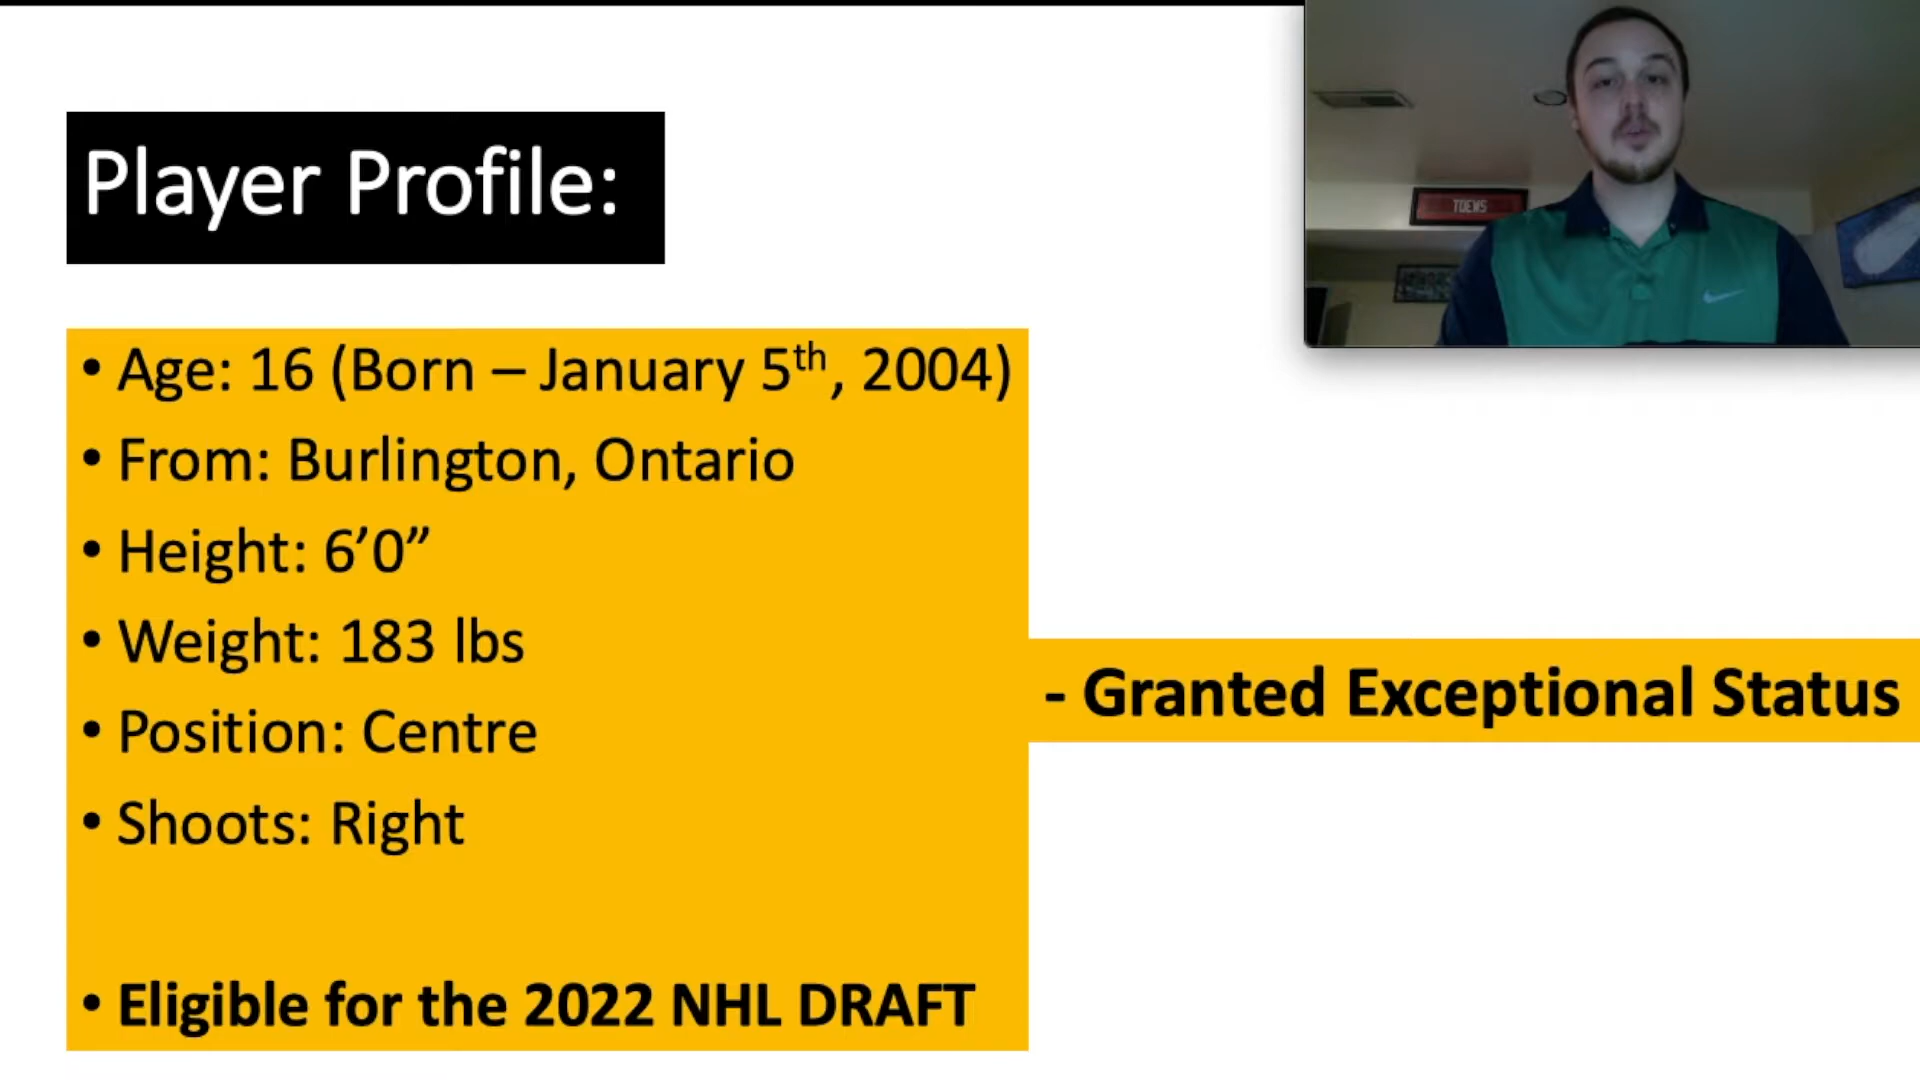 Player Profile:
TOEWS
• Age: 16 (Born – January 5th, 2004)
• From: Burlington, Ontario
• Height: 6’0”
• Weight: 183 lbs
• Position: Centre
• Shoots: Right
- Granted Exceptional Status
• Eligible for the 2022 NHL DRAFT